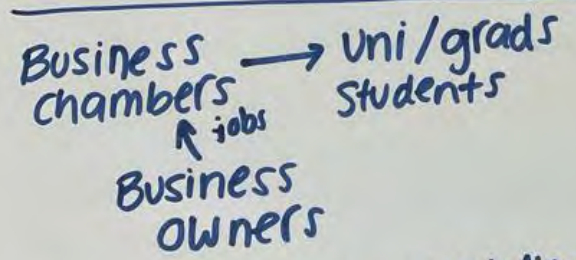 Business → Uni/grads
chambers students
↖ jobs
Business
owners